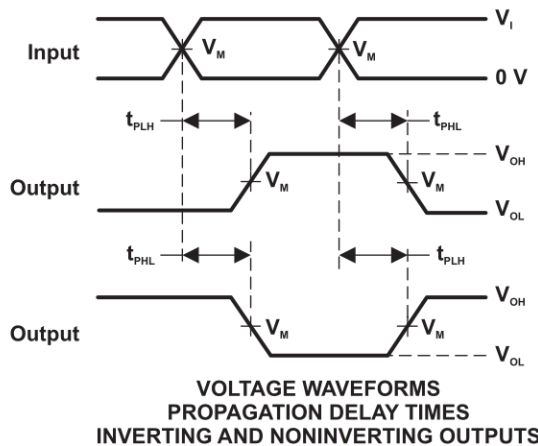 V_I
Input
V_M V_M
0 V
t_PLH t_PHL
V_OH
Output V_M V_M
V_OL
t_PHL t_PLH
V_OH
Output V_M V_M
V_OL
VOLTAGE WAVEFORMS
PROPAGATION DELAY TIMES
INVERTING AND NONINVERTING OUTPUTS